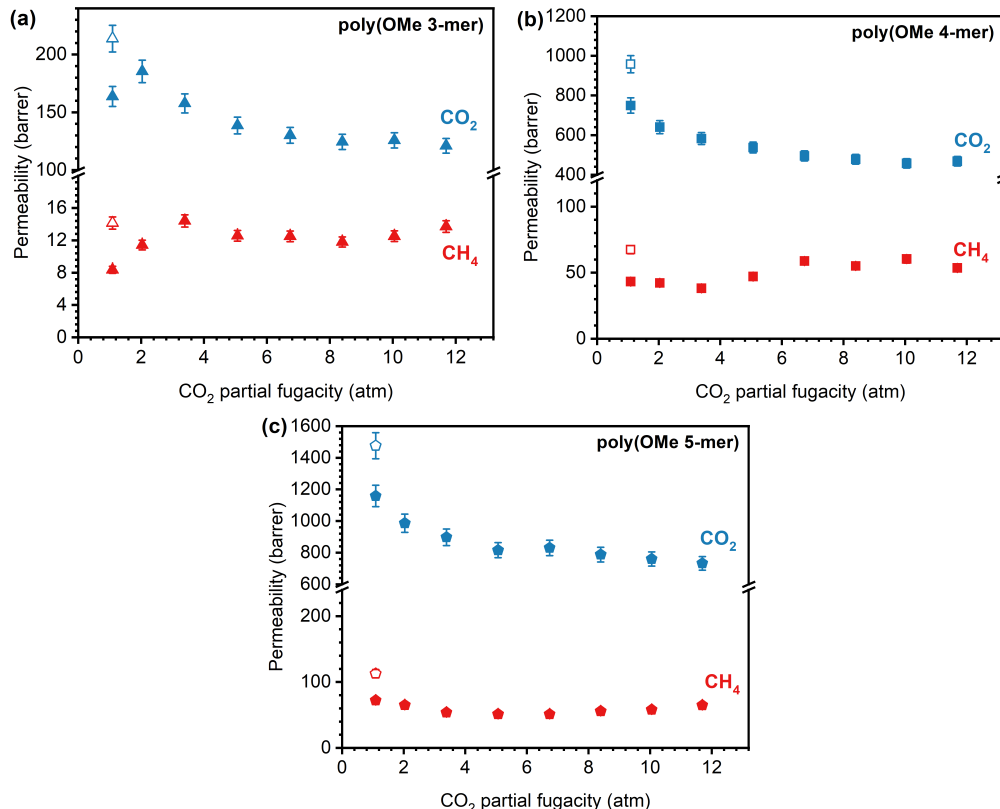 (a)
poly(OMe 3-mer)
Permeability (barrer)
200
150
100
16
12
8
4
0
CO₂
CH₄
0 2 4 6 8 10 12
CO₂ partial fugacity (atm)
(b)
poly(OMe 4-mer)
Permeability (barrer)
1200
1000
800
600
400
100
50
0
CO₂
CH₄
0 2 4 6 8 10 12
CO₂ partial fugacity (atm)
(c)
poly(OMe 5-mer)
Permeability (barrer)
1600
1400
1200
1000
800
600
200
100
0
CO₂
CH₄
0 2 4 6 8 10 12
CO₂ partial fugacity (atm)